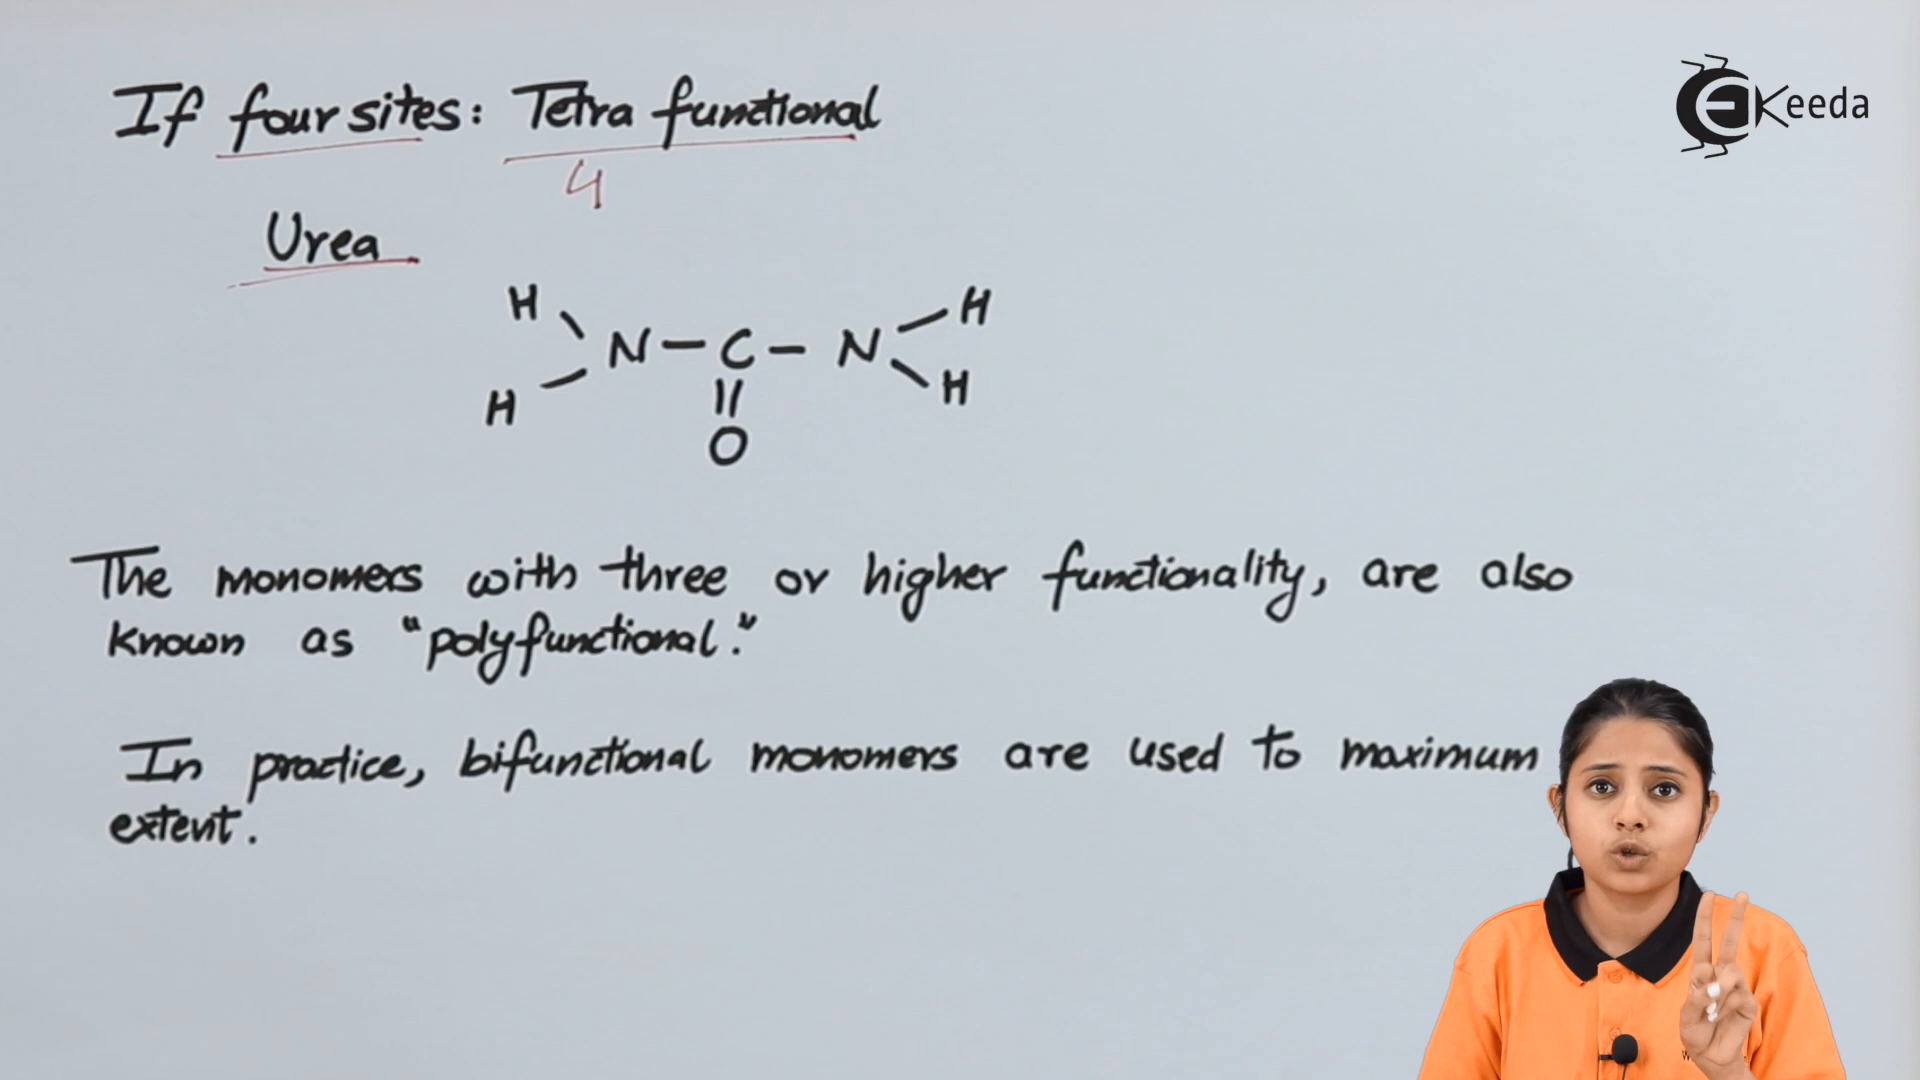 If four sites: Tetra functional
4
Urea
H H
N - C - N
H H
O
The monomers with three or higher functionality, are also
known as "polyfunctional."
In practice, bifunctional monomers are used to maximum
extent.
EKeeda